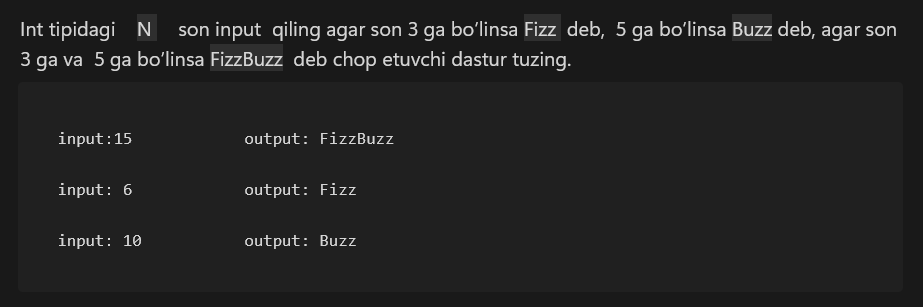 Int tipidagi N son input qiling agar son 3 ga bo’linsa Fizz deb, 5 ga bo’linsa Buzz deb, agar son
3 ga va 5 ga bo’linsa FizzBuzz deb chop etuvchi dastur tuzing.
input:15 output: FizzBuzz
input: 6 output: Fizz
input: 10 output: Buzz